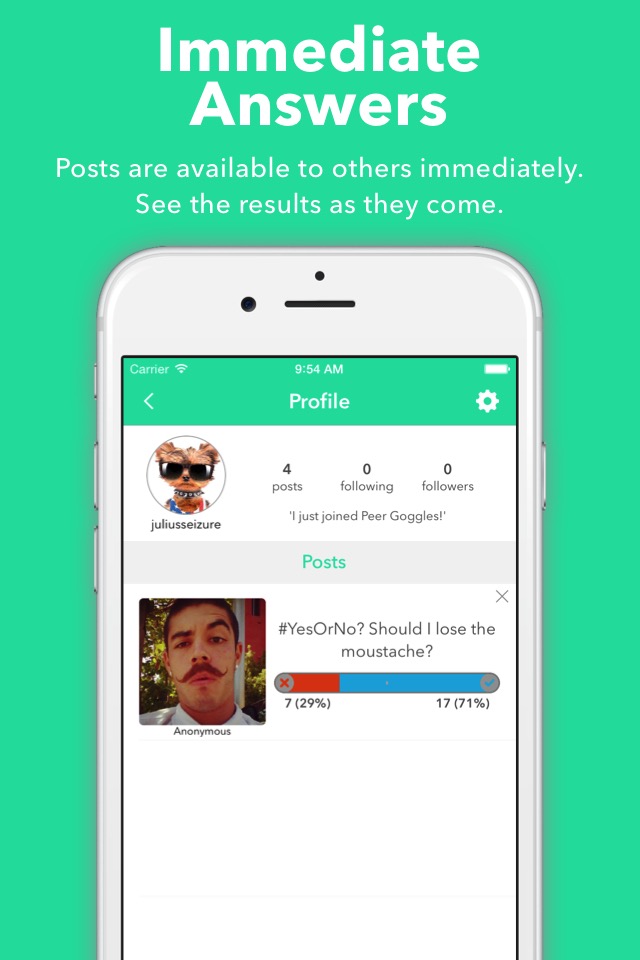 Immediate
Answers
Posts are available to others immediately.
See the results as they come.
Carrier 9:54 AM
Profile
4 0 0
posts following followers
juliusseizure
'I just joined Peer Goggles!'
Posts
#YesOrNo? Should I lose the
moustache?
7 (29%) 17 (71%)
Anonymous